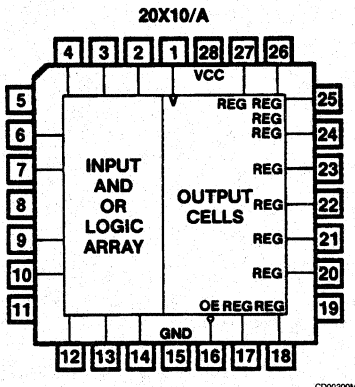 20X10/A
4 3 2 1 28 27 26
VCC
5 REG REG 25
REG
6 REG 24
7 INPUT AND OR LOGIC ARRAY REG 23
8 OUTPUT CELLS REG 22
9 REG 21
10 REG 20
11 OE REG REG 19
GND
12 13 14 15 16 17 18